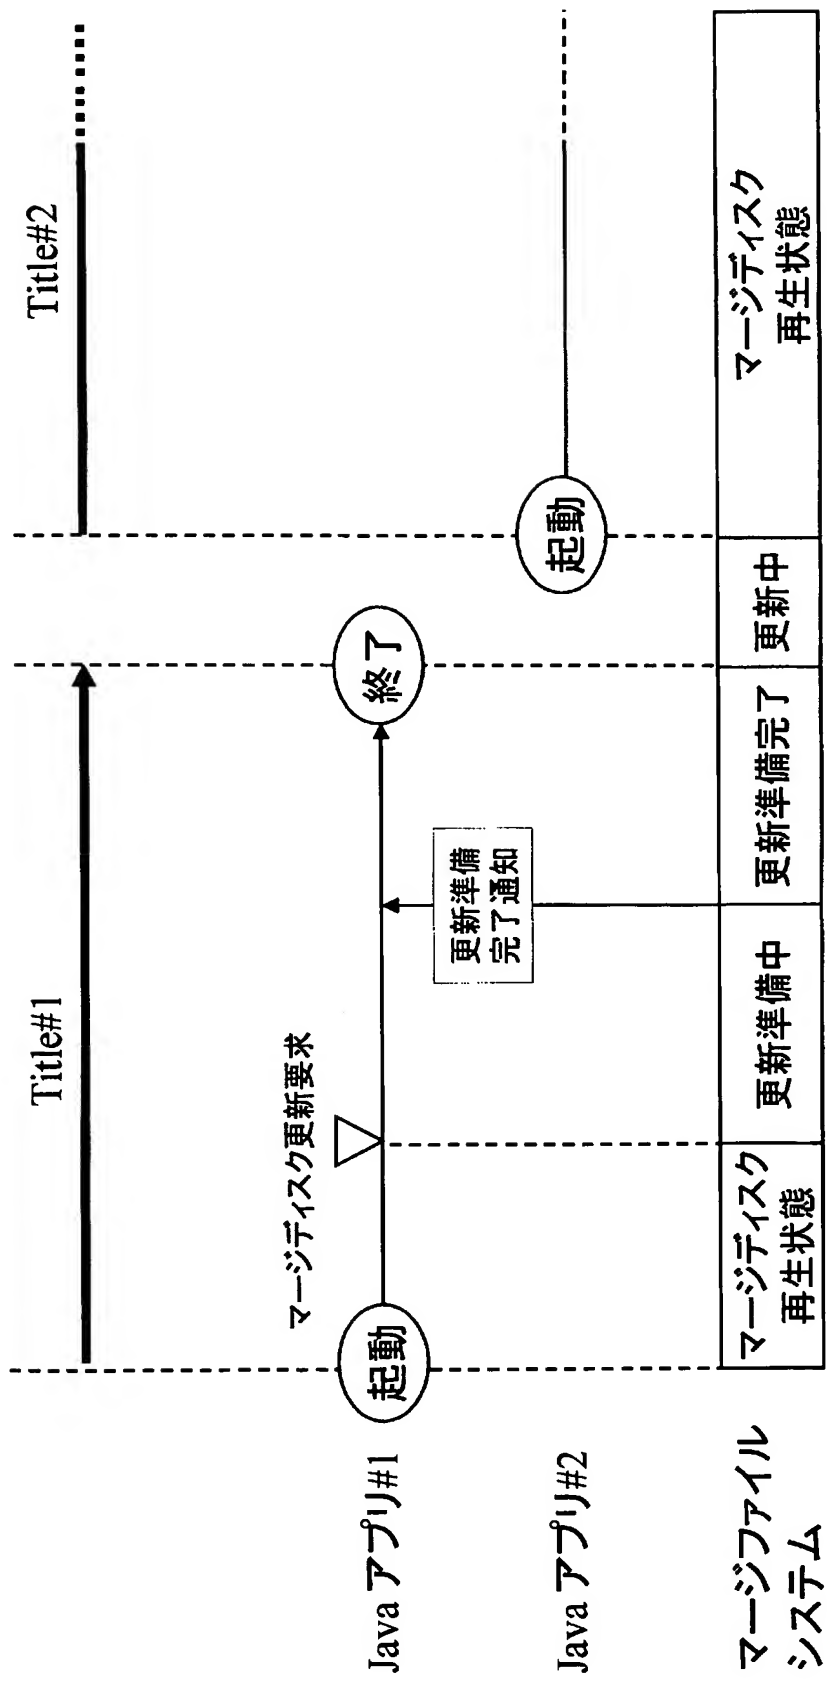 Title#1
Title#2
マージディスク更新要求
Java アプリ#1
起動
終了
更新準備
完了通知
Java アプリ#2
起動
マージファイル
システム
マージディスク
再生状態
更新準備中
更新準備完了
更新中
マージディスク
再生状態